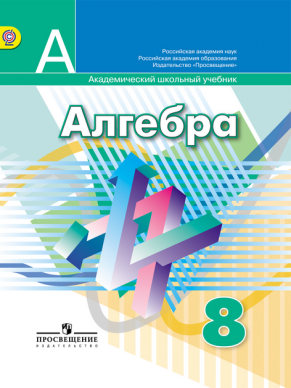 А
Российская академия наук
Российская академия образования
Издательство «Просвещение»
Академический школьный учебник
Алгебра
ПРОСВЕЩЕНИЕ
ИЗДАТЕЛЬСТВО
8